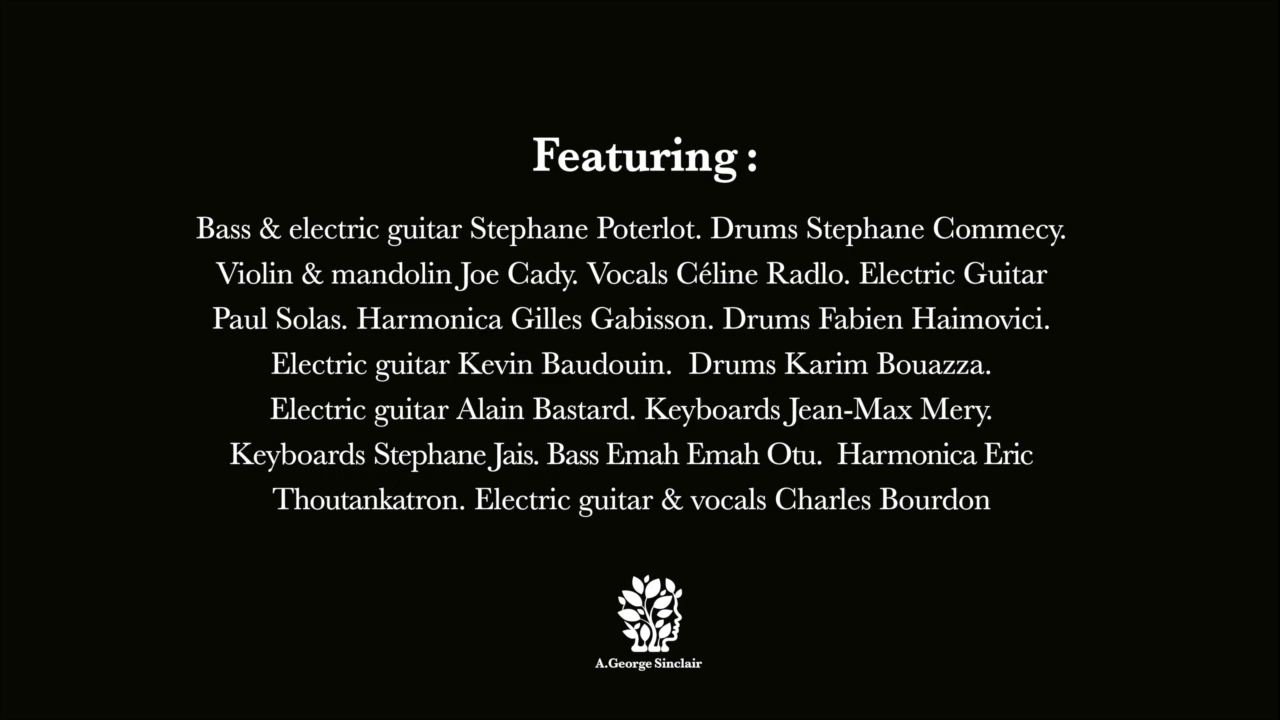 Featuring :
Bass & electric guitar Stephane Poterlot. Drums Stephane Commecy.
Violin & mandolin Joe Cady. Vocals Céline Radlo. Electric Guitar
Paul Solas. Harmonica Gilles Gabisson. Drums Fabien Haimovici.
Electric guitar Kevin Baudouin.  Drums Karim Bouazza.
Electric guitar Alain Bastard. Keyboards Jean-Max Mery.
Keyboards Stephane Jais. Bass Emah Emah Otu.  Harmonica Eric
Thoutankatron. Electric guitar & vocals Charles Bourdon
A.George Sinclair